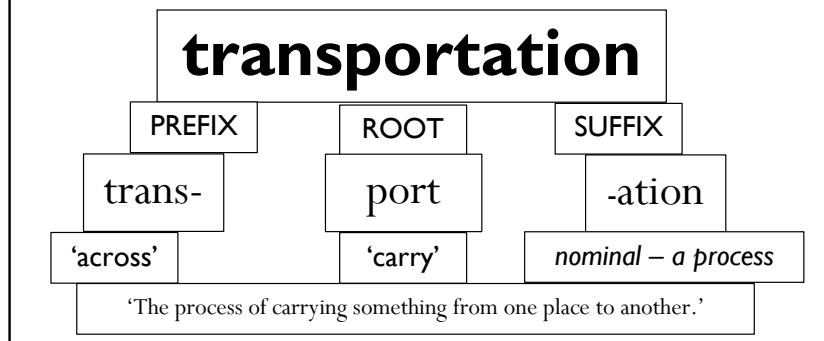 transportation
PREFIX ROOT SUFFIX
trans- port -ation
‘across’ ‘carry’ nominal – a process
‘The process of carrying something from one place to another.’